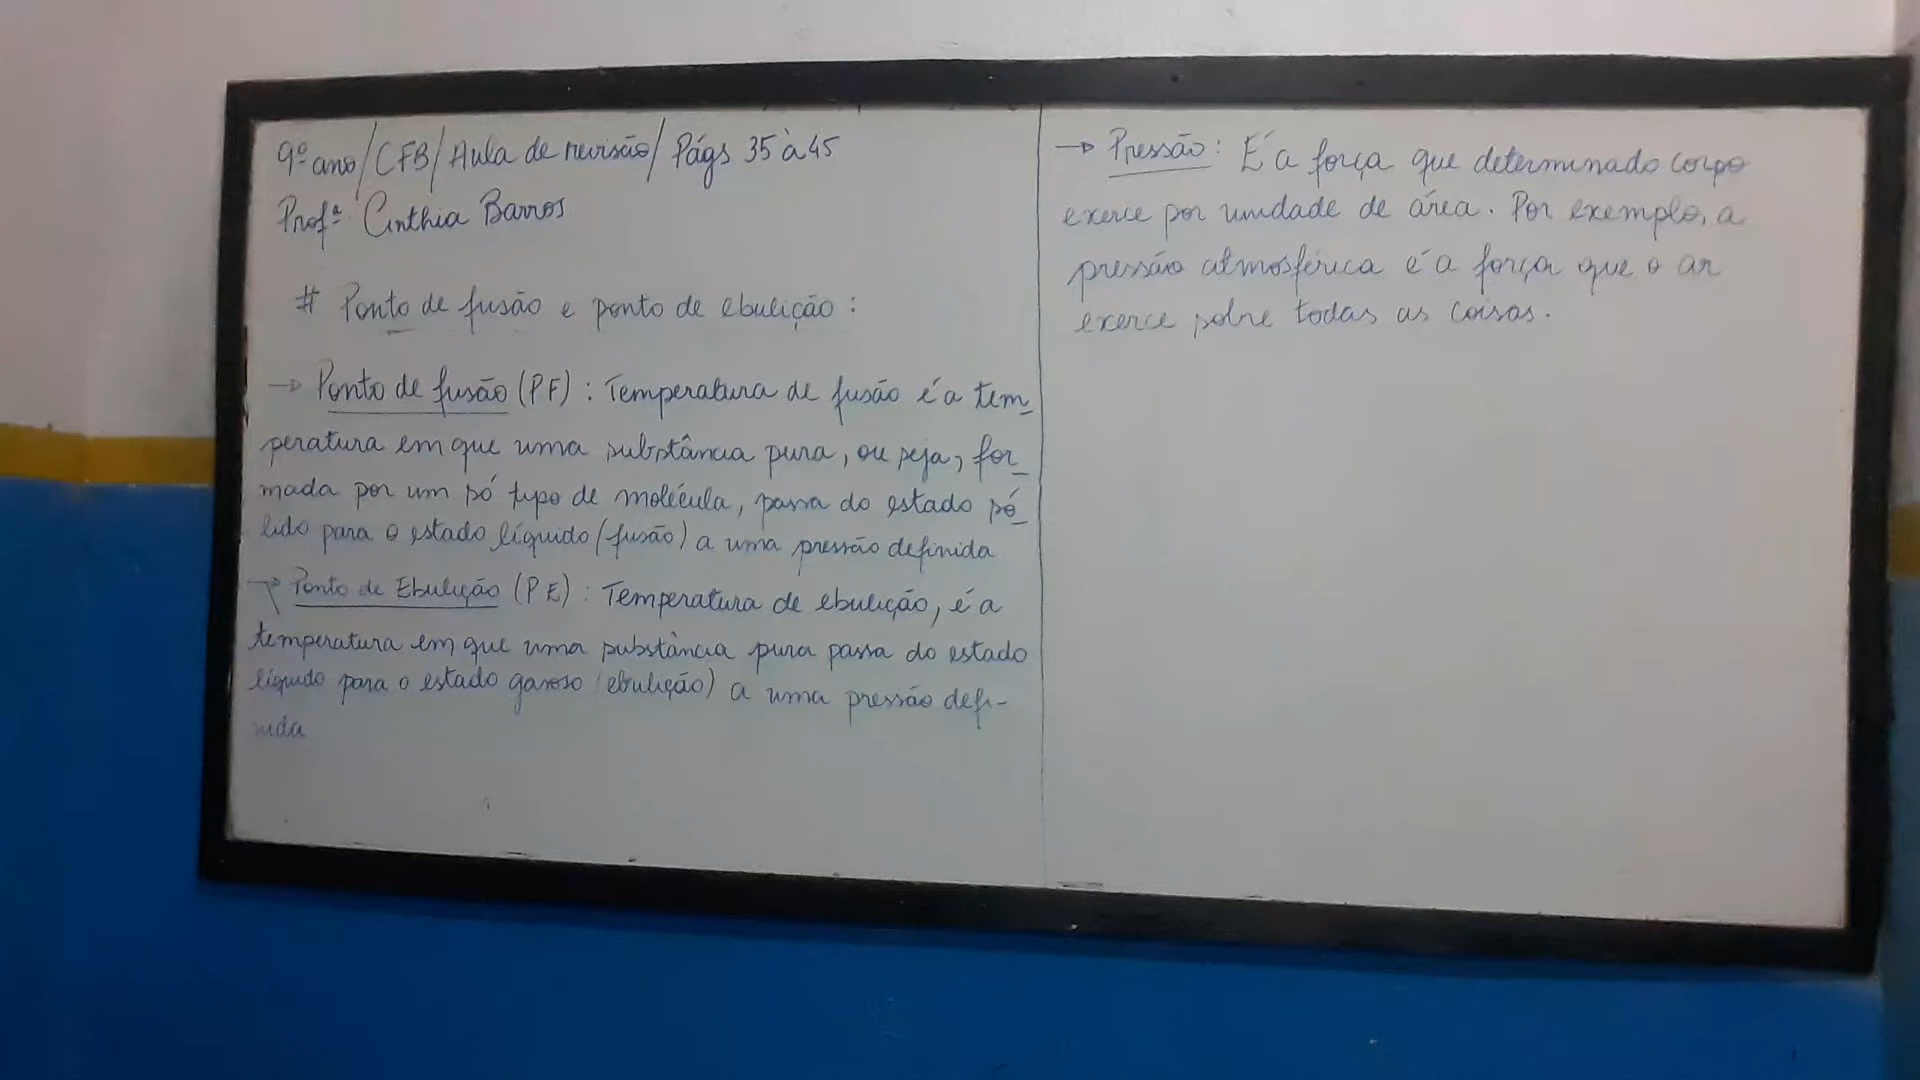 9º ano/CFB/Aula de revisão/Págs 35 à 45
Profª Cinthia Barros
# Ponto de fusão e ponto de ebulição:
→ Ponto de fusão (PF): Temperatura de fusão é a tem_
peratura em que uma substância pura, ou seja, for_
mada por um só tipo de molécula, passa do estado só_
lido para o estado líquido (fusão) a uma pressão definida
→ Ponto de Ebulição (PE): Temperatura de ebulição, é a
temperatura em que uma substância pura passa do estado
líquido para o estado gasoso (ebulição) a uma pressão defi-
nida
→ Pressão: É a força que determinado corpo
exerce por unidade de área. Por exemplo, a
pressão atmosférica é a força que o ar
exerce sobre todas as coisas.